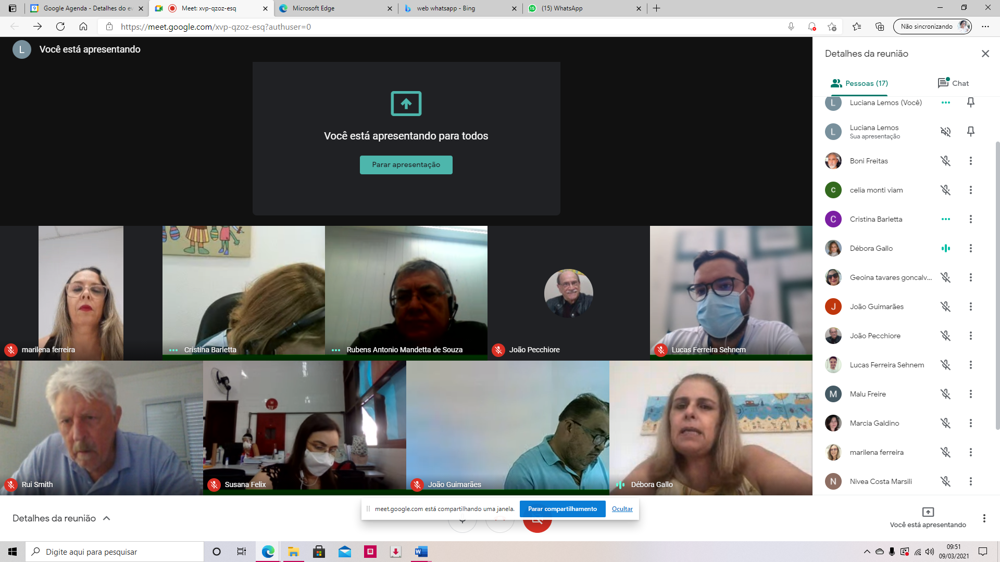 Google Agenda - Detalhes do ev
Meet: xvp-qzoz-esq
Microsoft Edge
web whatsapp - Bing
15
(15) WhatsApp
https://meet.google.com/xvp-qzoz-esq?authuser=0
Não sincronizando
L
Você está apresentando
Você está apresentando para todos
Parar apresentação
marilena ferreira
Cristina Barletta
Rubens Antonio Mandetta de Souza
João Pecchiore
Lucas Ferreira Sehnem
Rui Smith
Susana Felix
João Guimarães
Débora Gallo
Detalhes da reunião
Pessoas (17)
Chat
L
Luciana Lemos (Você)
L
Luciana Lemos
Sua apresentação
Boni Freitas
c
celia monti viam
C
Cristina Barletta
Débora Gallo
Geoina tavares goncalv...
J
João Guimarães
João Pecchiore
Lucas Ferreira Sehnem
M
Malu Freire
Marcia Galdino
marilena ferreira
N
Nivea Costa Marsili
Detalhes da reunião
meet.google.com está compartilhando uma janela.
Parar compartilhamento
Ocultar
Você está apresentando
Digite aqui para pesquisar
09:51
09/03/2021